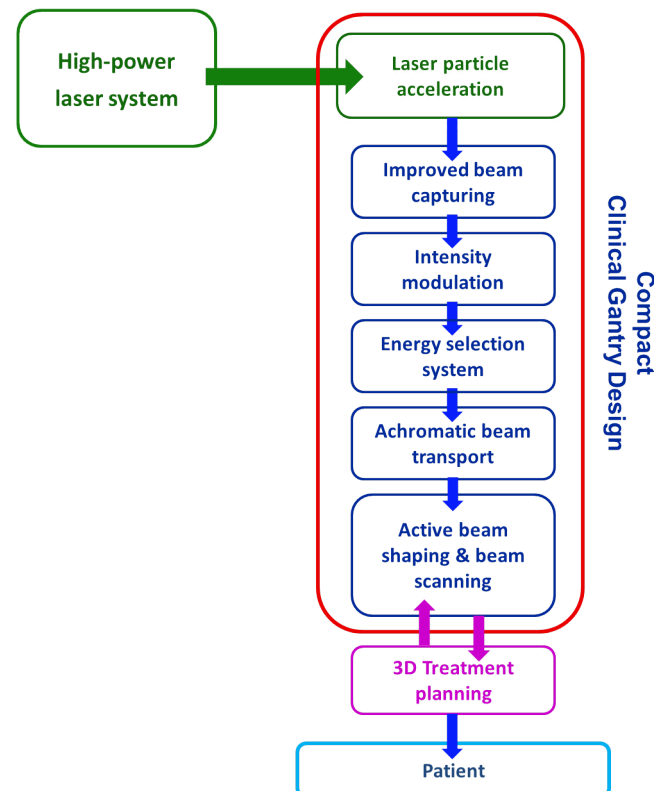 High-power
laser system
Laser particle
acceleration
Improved beam
capturing
Intensity
modulation
Energy selection
system
Achromatic beam
transport
Active beam
shaping & beam
scanning
Compact
Clinical Gantry Design
3D Treatment
planning
Patient